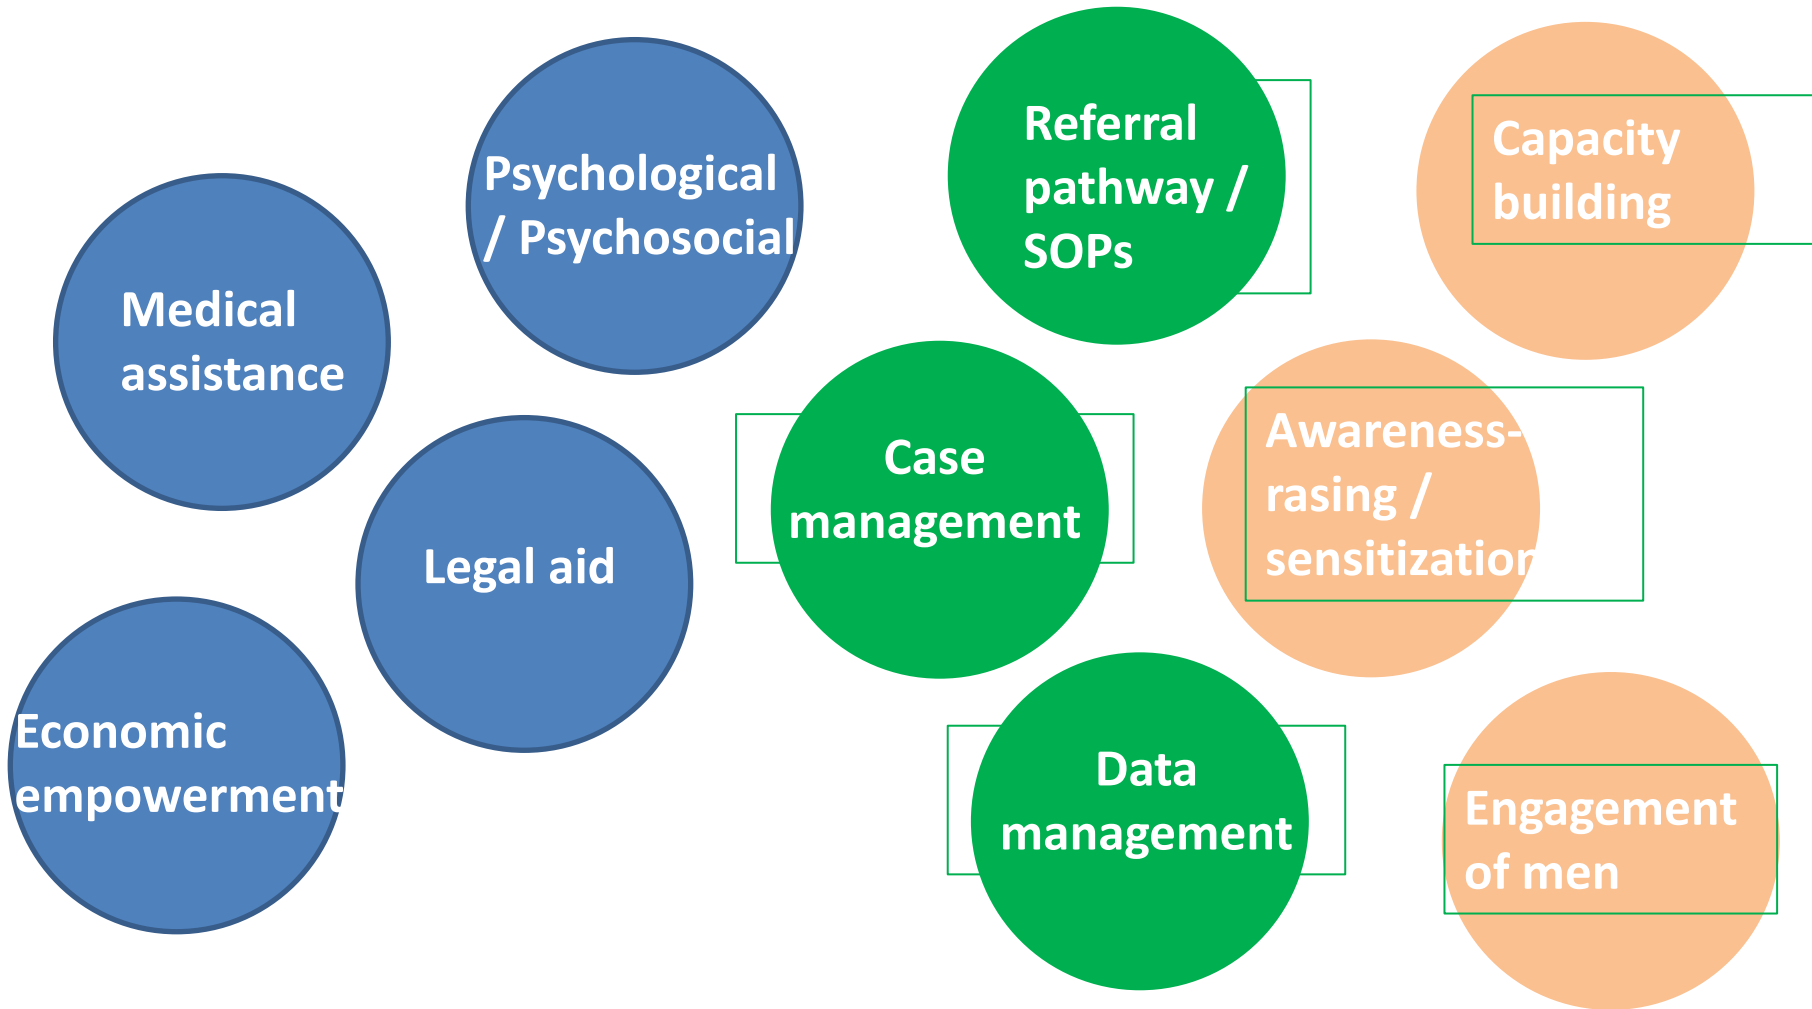 Medical
assistance
Psychological
/ Psychosocial
Legal aid
Economic
empowerment
Referral
pathway /
SOPs
Case
management
Data
management
Capacity
building
Awareness-
rasing /
sensitization
Engagement
of men